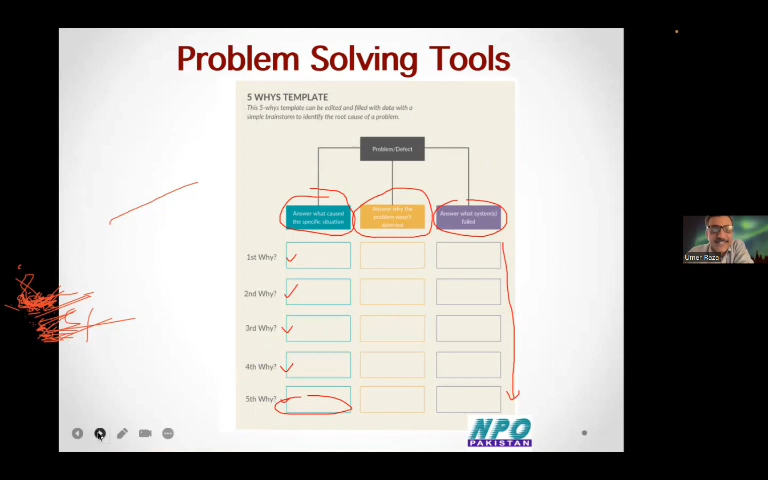 Problem Solving Tools
5 WHYS TEMPLATE
This 5-whys template can be edited and filled with data with a
simple brainstorm to identify the root cause of a problem.
Problem/Defect
Answer what caused
the specific situation
Answer why the
problem wasn't
detected
Answer what system(s)
failed
1st Why?
2nd Why?
3rd Why?
4th Why?
5th Why?
NPO
PAKISTAN
Umer Raza